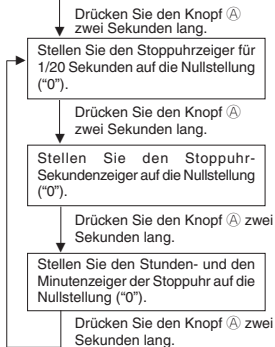 Drücken Sie den Knopf Ⓐ
zwei Sekunden lang.
Stellen Sie den Stoppuhrzeiger für
1/20 Sekunden auf die Nullstellung
(“0”).
Drücken Sie den Knopf Ⓐ
zwei Sekunden lang.
Stellen Sie den Stoppuhr-
Sekundenzeiger auf die Nullstellung
(“0”).
Drücken Sie den Knopf Ⓐ zwei
Sekunden lang.
Stellen Sie den Stunden- und den
Minutenzeiger der Stoppuhr auf die
Nullstellung (“0”).
Drücken Sie den Knopf Ⓐ zwei
Sekunden lang.